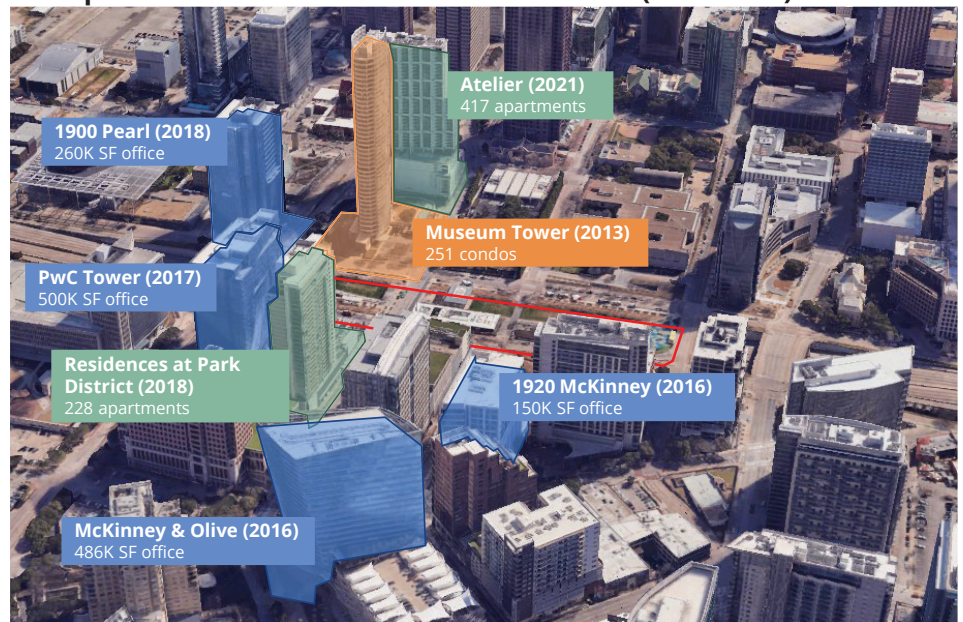 Atelier (2021)
417 apartments
1900 Pearl (2018)
260K SF office
Museum Tower (2013)
251 condos
PwC Tower (2017)
500K SF office
Residences at Park
District (2018)
228 apartments
1920 McKinney (2016)
150K SF office
McKinney & Olive (2016)
486K SF office